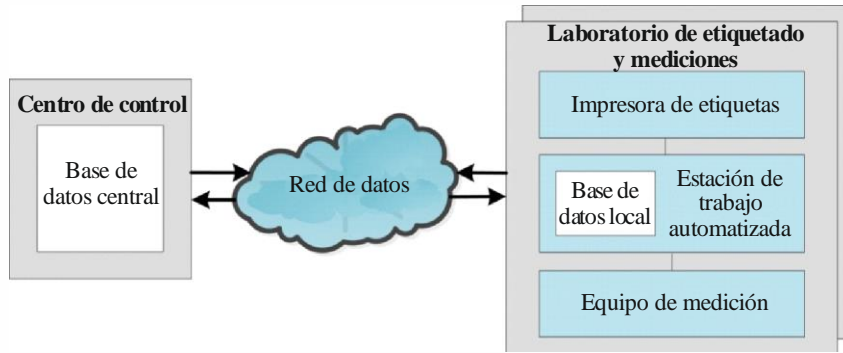 Centro de control
Base de
datos central
Red de datos
Laboratorio de etiquetado
y mediciones
Impresora de etiquetas
Base de
datos local
Estación de
trabajo
automatizada
Equipo de medición